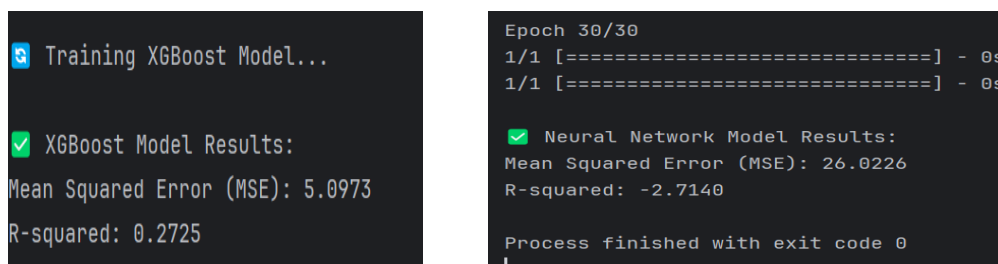 Training XGBoost Model...
XGBoost Model Results:
Mean Squared Error (MSE): 5.0973
R-squared: 0.2725
Epoch 30/30
1/1 [==============================] - 0s
1/1 [==============================] - 0s
Neural Network Model Results:
Mean Squared Error (MSE): 26.0226
R-squared: -2.7140
Process finished with exit code 0